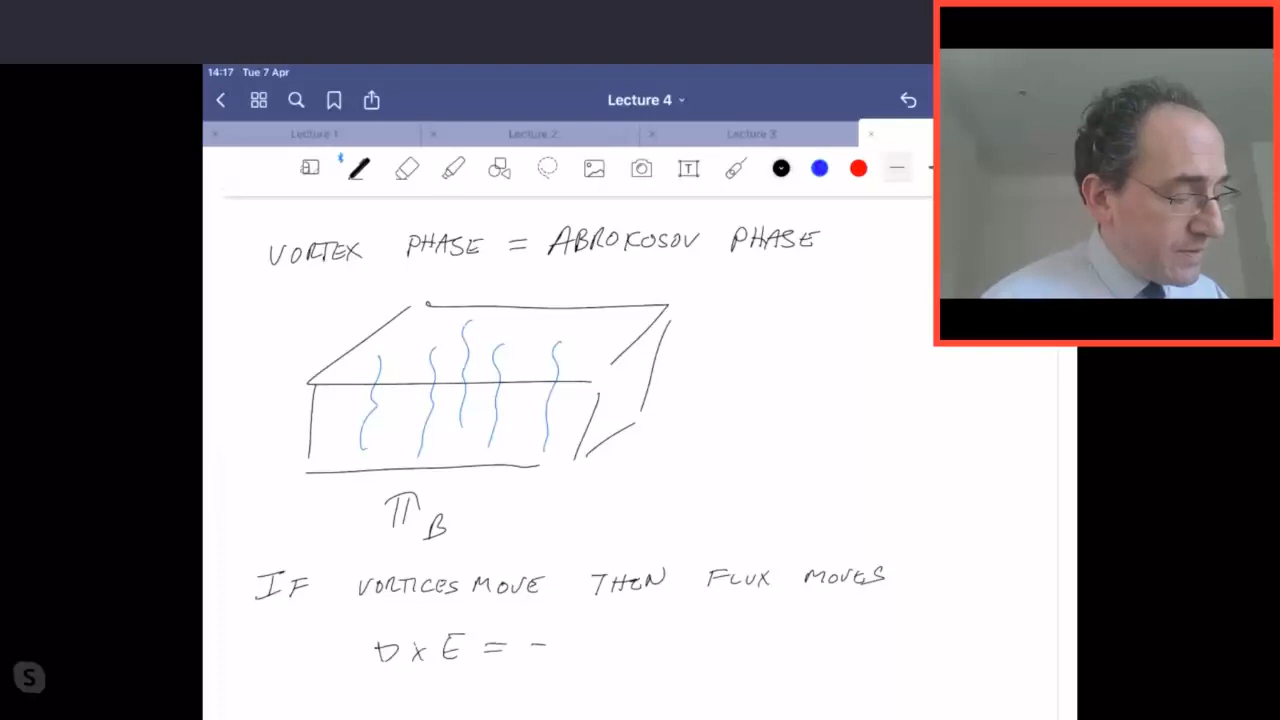 14:17 Tue 7 Apr
Lecture 4
Lecture 1 Lecture 2 Lecture 3
T
VORTEX PHASE = ABROKOSOV PHASE
B
IF VORTICES MOVE THEN FLUX MOVES
∇ x E = -
S